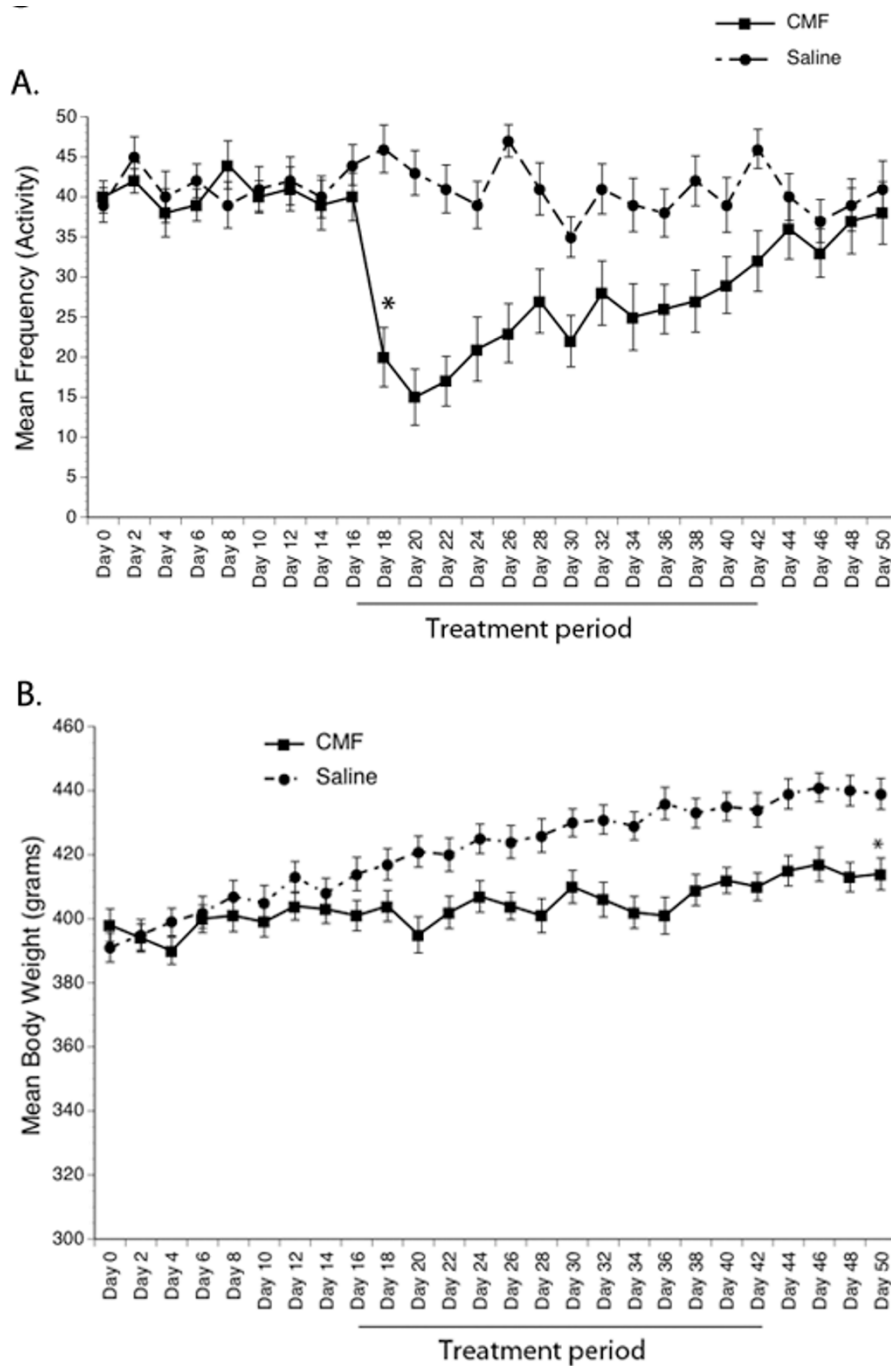 CMF
Saline
A.
Mean Frequency (Activity)
50
45
40
35
30
25
20
15
10
5
0
*
Day 0
Day 2
Day 4
Day 6
Day 8
Day 10
Day 12
Day 14
Day 16
Day 18
Day 20
Day 22
Day 24
Day 26
Day 28
Day 30
Day 32
Day 34
Day 36
Day 38
Day 40
Day 42
Day 44
Day 46
Day 48
Day 50
Treatment period
B.
Mean Body Weight (grams)
460
440
420
400
380
360
340
320
300
CMF
Saline
*
Day 0
Day 2
Day 4
Day 6
Day 8
Day 10
Day 12
Day 14
Day 16
Day 18
Day 20
Day 22
Day 24
Day 26
Day 28
Day 30
Day 32
Day 34
Day 36
Day 38
Day 40
Day 42
Day 44
Day 46
Day 48
Day 50
Treatment period